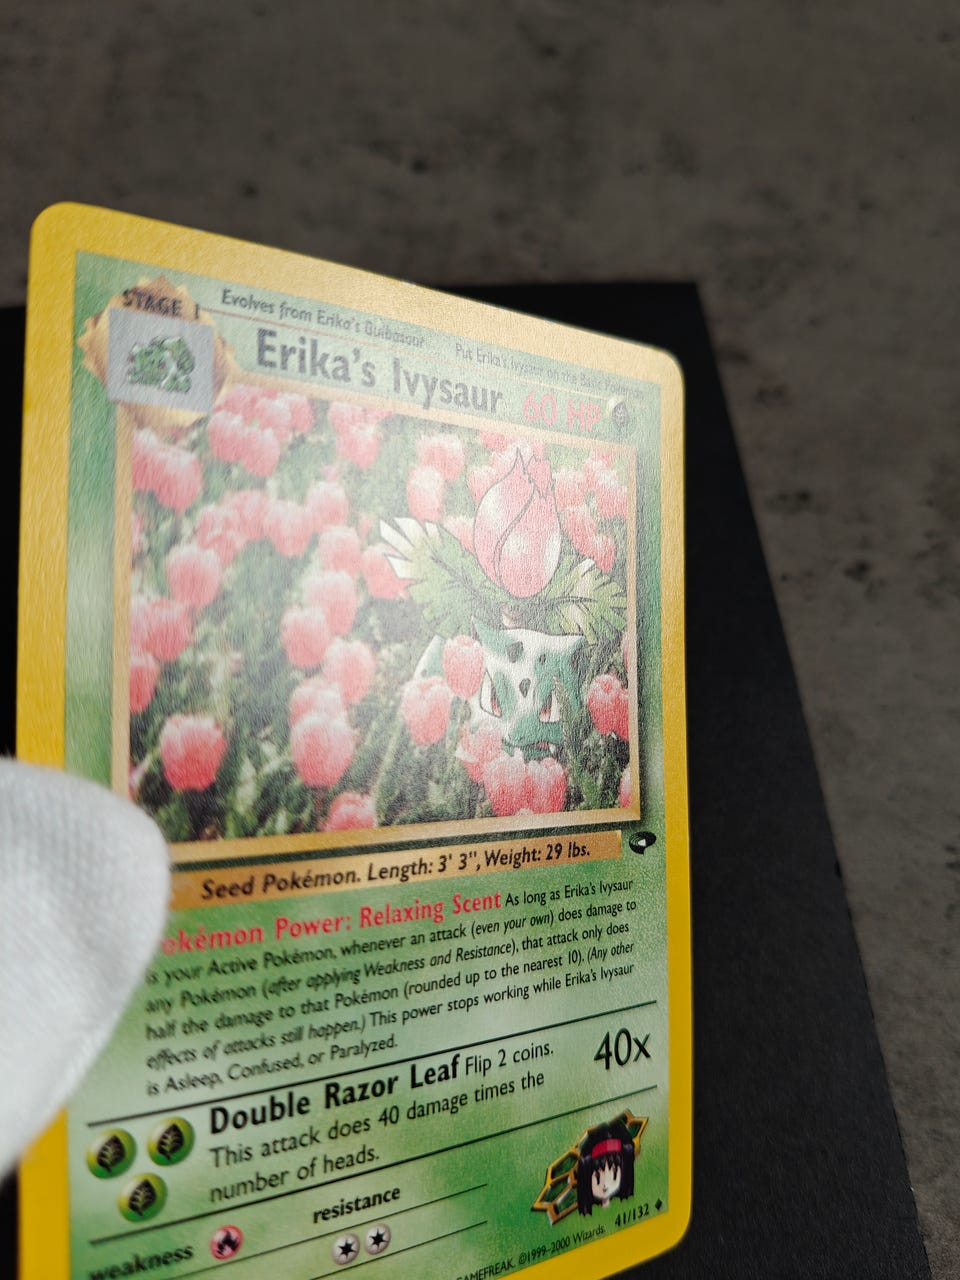 STAGE 1
Evolves from Erika's Bulbasaur
Put Erika's Ivysaur on the Basic Pokémon
Erika's Ivysaur
60 HP
Seed Pokémon. Length: 3' 3", Weight: 29 lbs.
okémon Power: Relaxing Scent As long as Erika's Ivysaur
is your Active Pokémon, whenever an attack (even your own) does damage to
any Pokémon (after applying Weakness and Resistance), that attack only does
half the damage to that Pokémon (rounded up to the nearest 10). (Any other
effects of attacks still happen.) This power stops working while Erika's Ivysaur
is Asleep, Confused, or Paralyzed.
Double Razor Leaf Flip 2 coins.
This attack does 40 damage times the
number of heads.
40x
weakness
resistance
GAMEFREAK. ©1999-2000 Wizards. 41/132